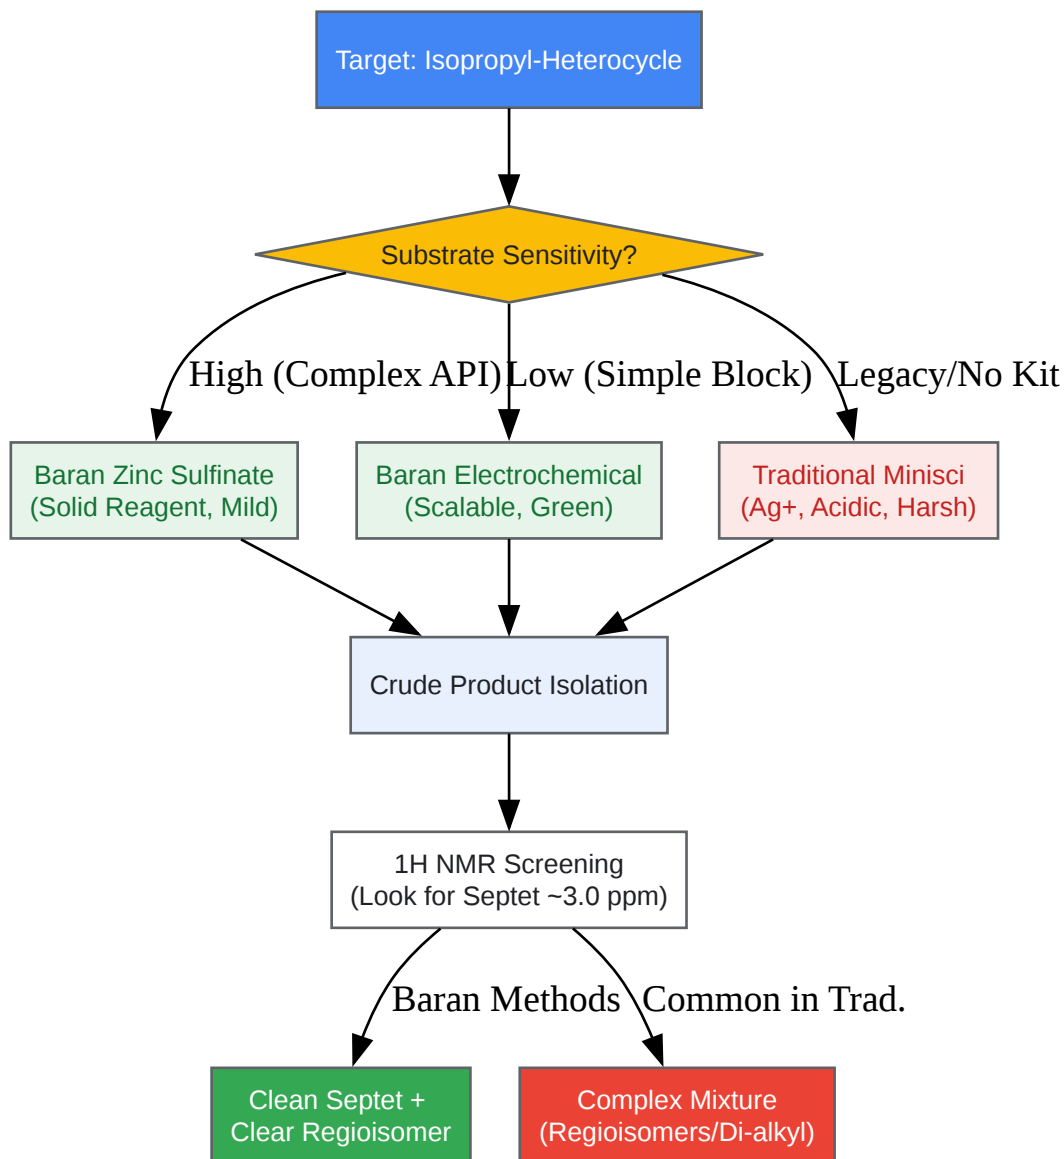 Target: Isopropyl-Heterocycle
Substrate Sensitivity?
High (Complex API)
Low (Simple Block)
Legacy/No Kit
Baran Zinc Sulfinate
(Solid Reagent, Mild)
Baran Electrochemical
(Scalable, Green)
Traditional Minisci
(Ag+, Acidic, Harsh)
Crude Product Isolation
1H NMR Screening
(Look for Septet ~3.0 ppm)
Baran Methods
Common in Trad.
Clean Septet +
Clear Regioisomer
Complex Mixture
(Regioisomers/Di-alkyl)